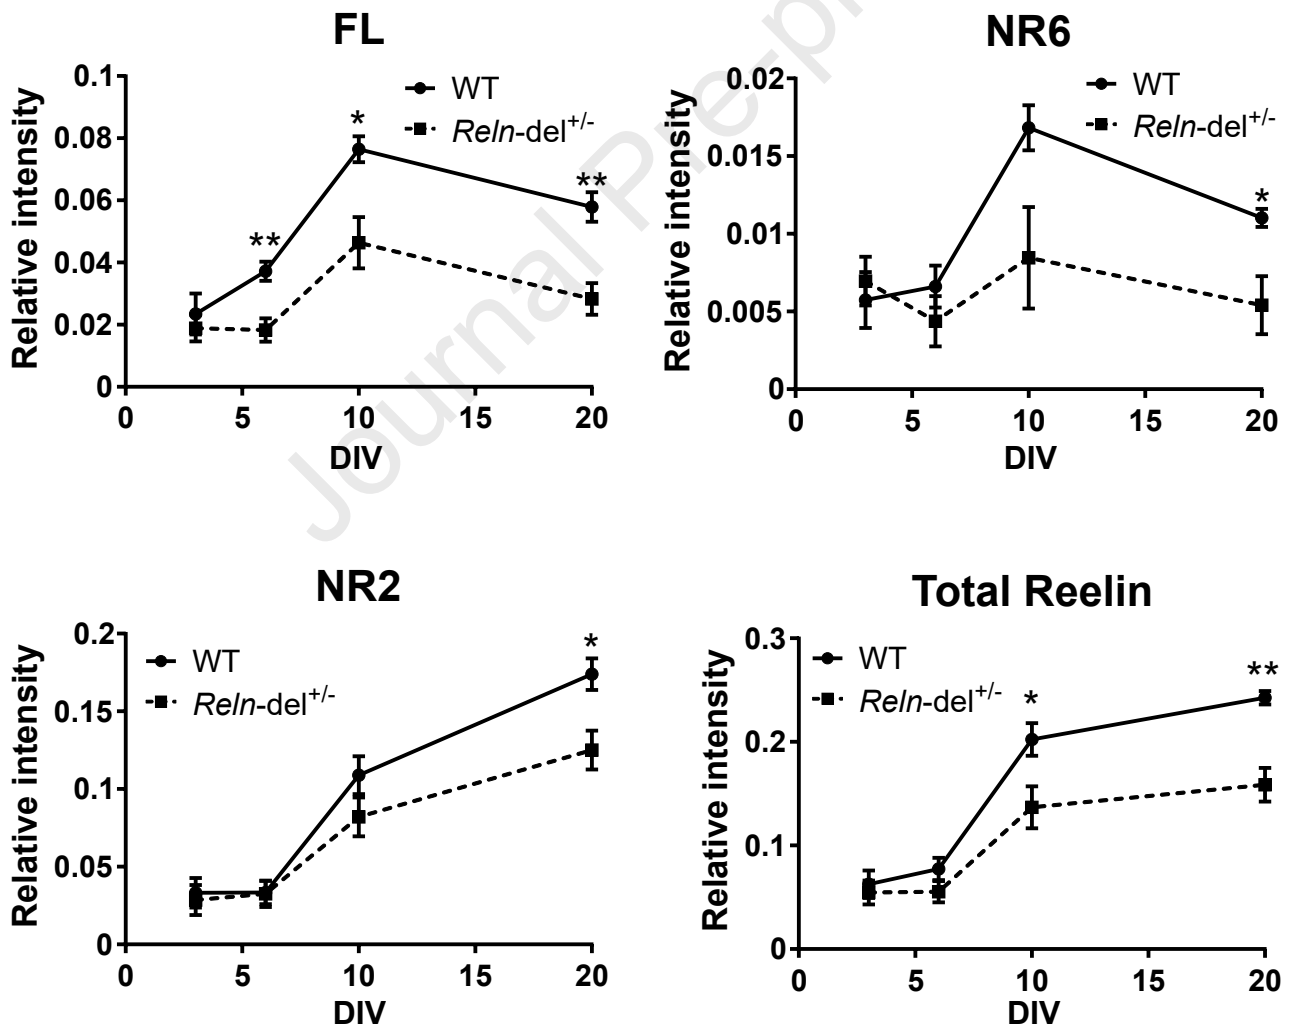 FL
Relative intensity
0.1
0.08
0.06
0.04
0.02
0
WT
Reln-del+/-
**
*
**
0 5 10 15 20
DIV
NR6
Relative intensity
0.02
0.015
0.01
0.005
0
WT
Reln-del+/-
*
0 5 10 15 20
DIV
Journal Pre-pr
NR2
Relative intensity
0.2
0.15
0.1
0.05
0
WT
Reln-del+/-
*
0 5 10 15 20
DIV
Total Reelin
Relative intensity
0.3
0.2
0.1
0
WT
Reln-del+/-
*
**
0 5 10 15 20
DIV